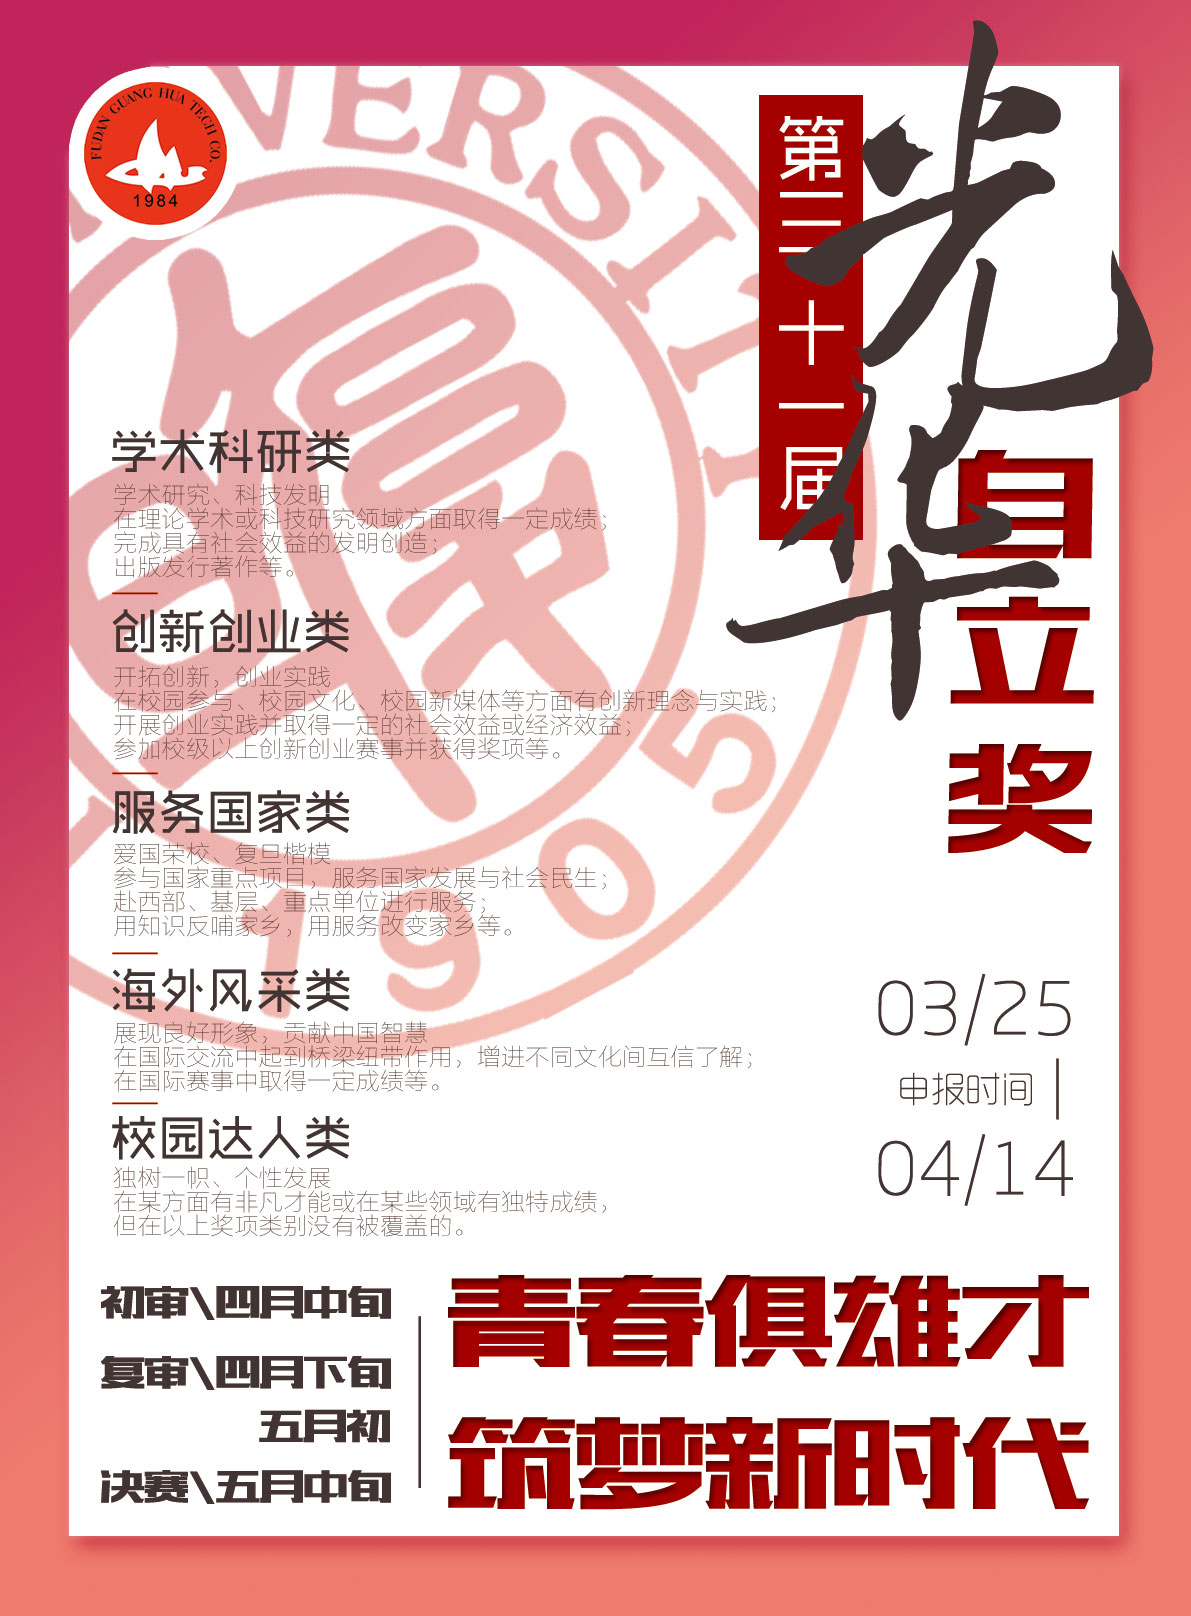 FUDAN GUANG HUA TECH CO.
1984
VERSIT
1905
第三十一届
光华
自立奖
学术科研类
学术研究、科技发明
在理论学术或科技研究领域方面取得一定成绩;
完成具有社会效益的发明创造;
出版发行著作等。
创新创业类
开拓创新，创业实践
在校园参与、校园文化、校园新媒体等方面有创新理念与实践;
开展创业实践并取得一定的社会效益或经济效益;
参加校级以上创新创业赛事并获得奖项等。
服务国家类
爱国荣校、复旦楷模
参与国家重点项目，服务国家发展与社会民生;
赴西部、基层、重点单位进行服务;
用知识反哺家乡，用服务改变家乡等。
海外风采类
展现良好形象，贡献中国智慧
在国际交流中起到桥梁纽带作用，增进不同文化间互信了解;
在国际赛事中取得一定成绩等。
校园达人类
独树一帜、个性发展
在某方面有非凡才能或在某些领域有独特成绩，
但在以上奖项类别没有被覆盖的。
03/25
申报时间
04/14
初审\四月中旬
复审\四月下旬
五月初
决赛\五月中旬
青春俱雄才
筑梦新时代